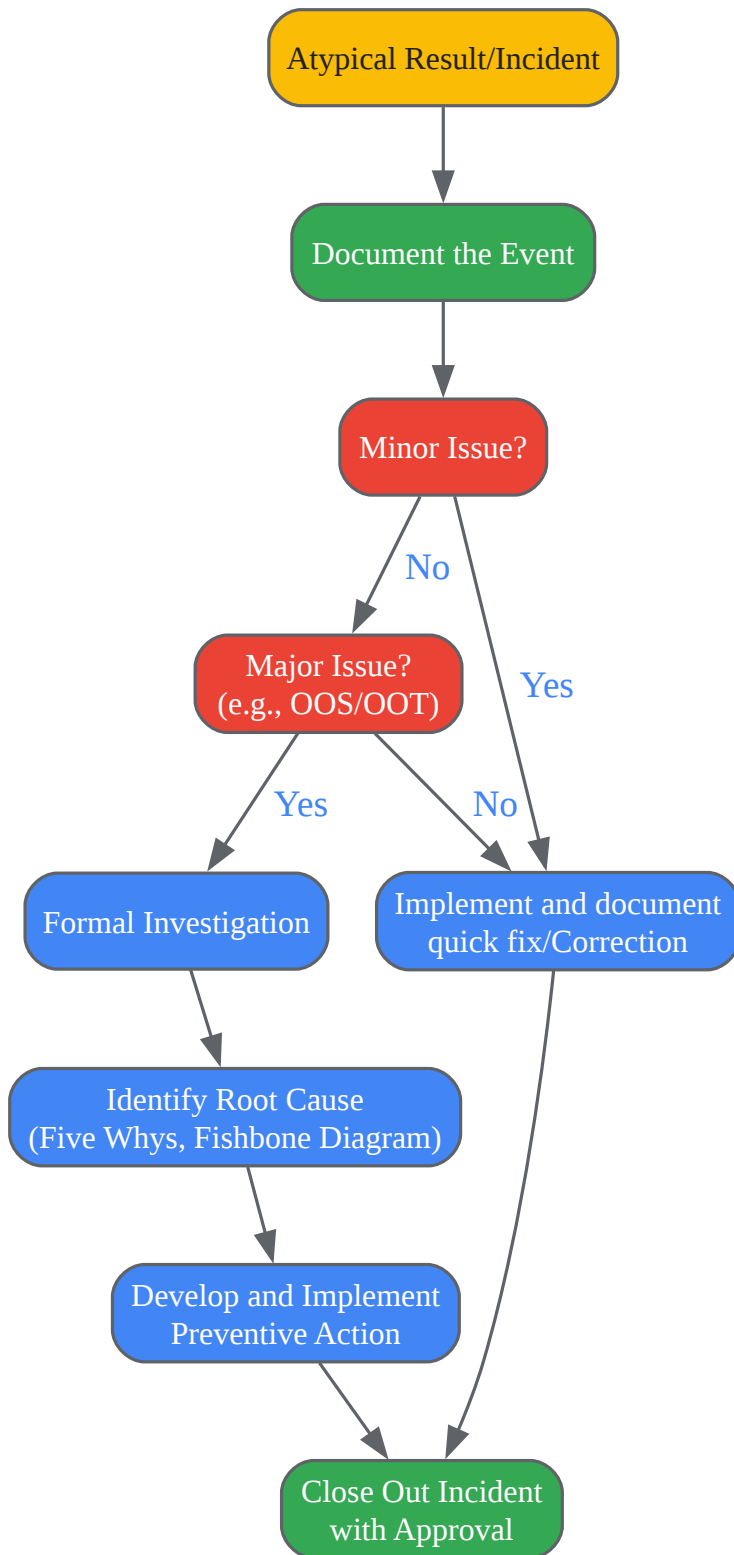 Atypical Result/Incident
Document the Event
Minor Issue?
No
Major Issue?
(e.g., OOS/OOT)
Yes
Yes
No
Formal Investigation
Implement and document
quick fix/Correction
Identify Root Cause
(Five Whys, Fishbone Diagram)
Develop and Implement
Preventive Action
Close Out Incident
with Approval